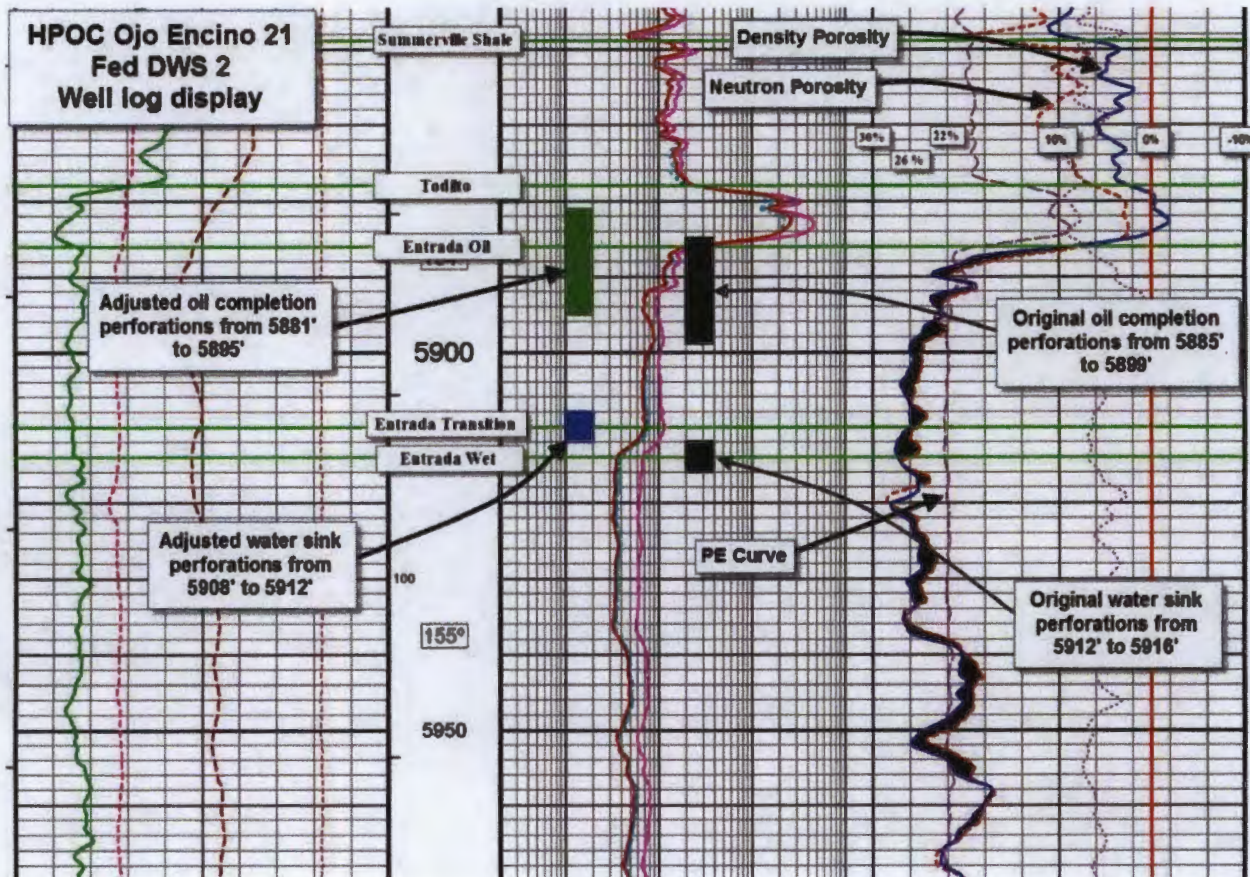 HPOC Ojo Encino 21
Fed DWS 2
Well log display
Summerville Shale
Density Porosity
Neutron Porosity
30%
22%
26 %
10%
0%
-10%
Todilto
Entrada Oil
Adjusted oil completion
perforations from 5881'
to 5895'
Original oil completion
perforations from 5885'
to 5899'
5900
Entrada Transition
Entrada Wet
Adjusted water sink
perforations from
5908' to 5912'
PE Curve
100
Original water sink
perforations from
5912' to 5916'
155°
5950